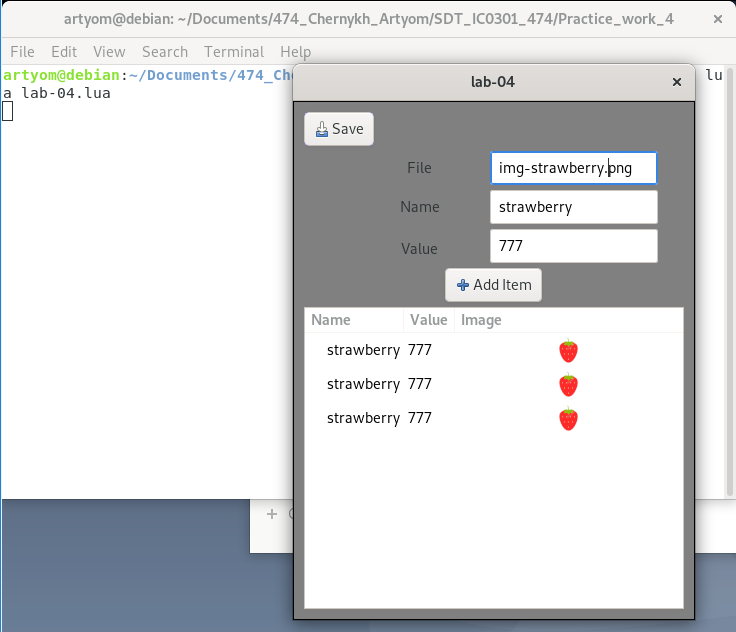 artyom@debian: ~/Documents/474_Chernykh_Artyom/SDT_IC0301_474/Practice_work_4 ×
File Edit View Search Terminal Help
artyom@debian:~/Documents/474_Che lu
a lab-04.lua
lab-04 ×
Save
File img-strawberry.png
Name strawberry
Value 777
+ Add Item
Name Value Image
strawberry 777
strawberry 777
strawberry 777
+